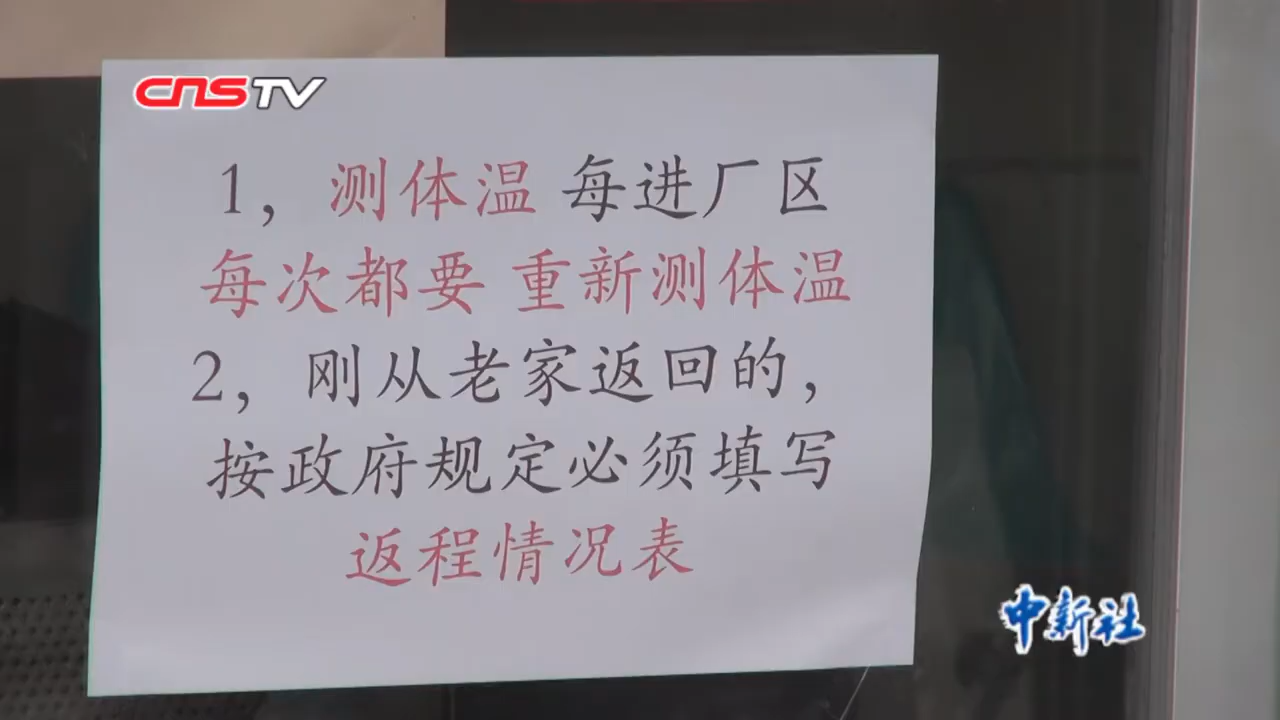 CNSTV
1，测体温 每进厂区
每次都要 重新测体温
2，刚从老家返回的，
按政府规定必须填写
返程情况表
中新社